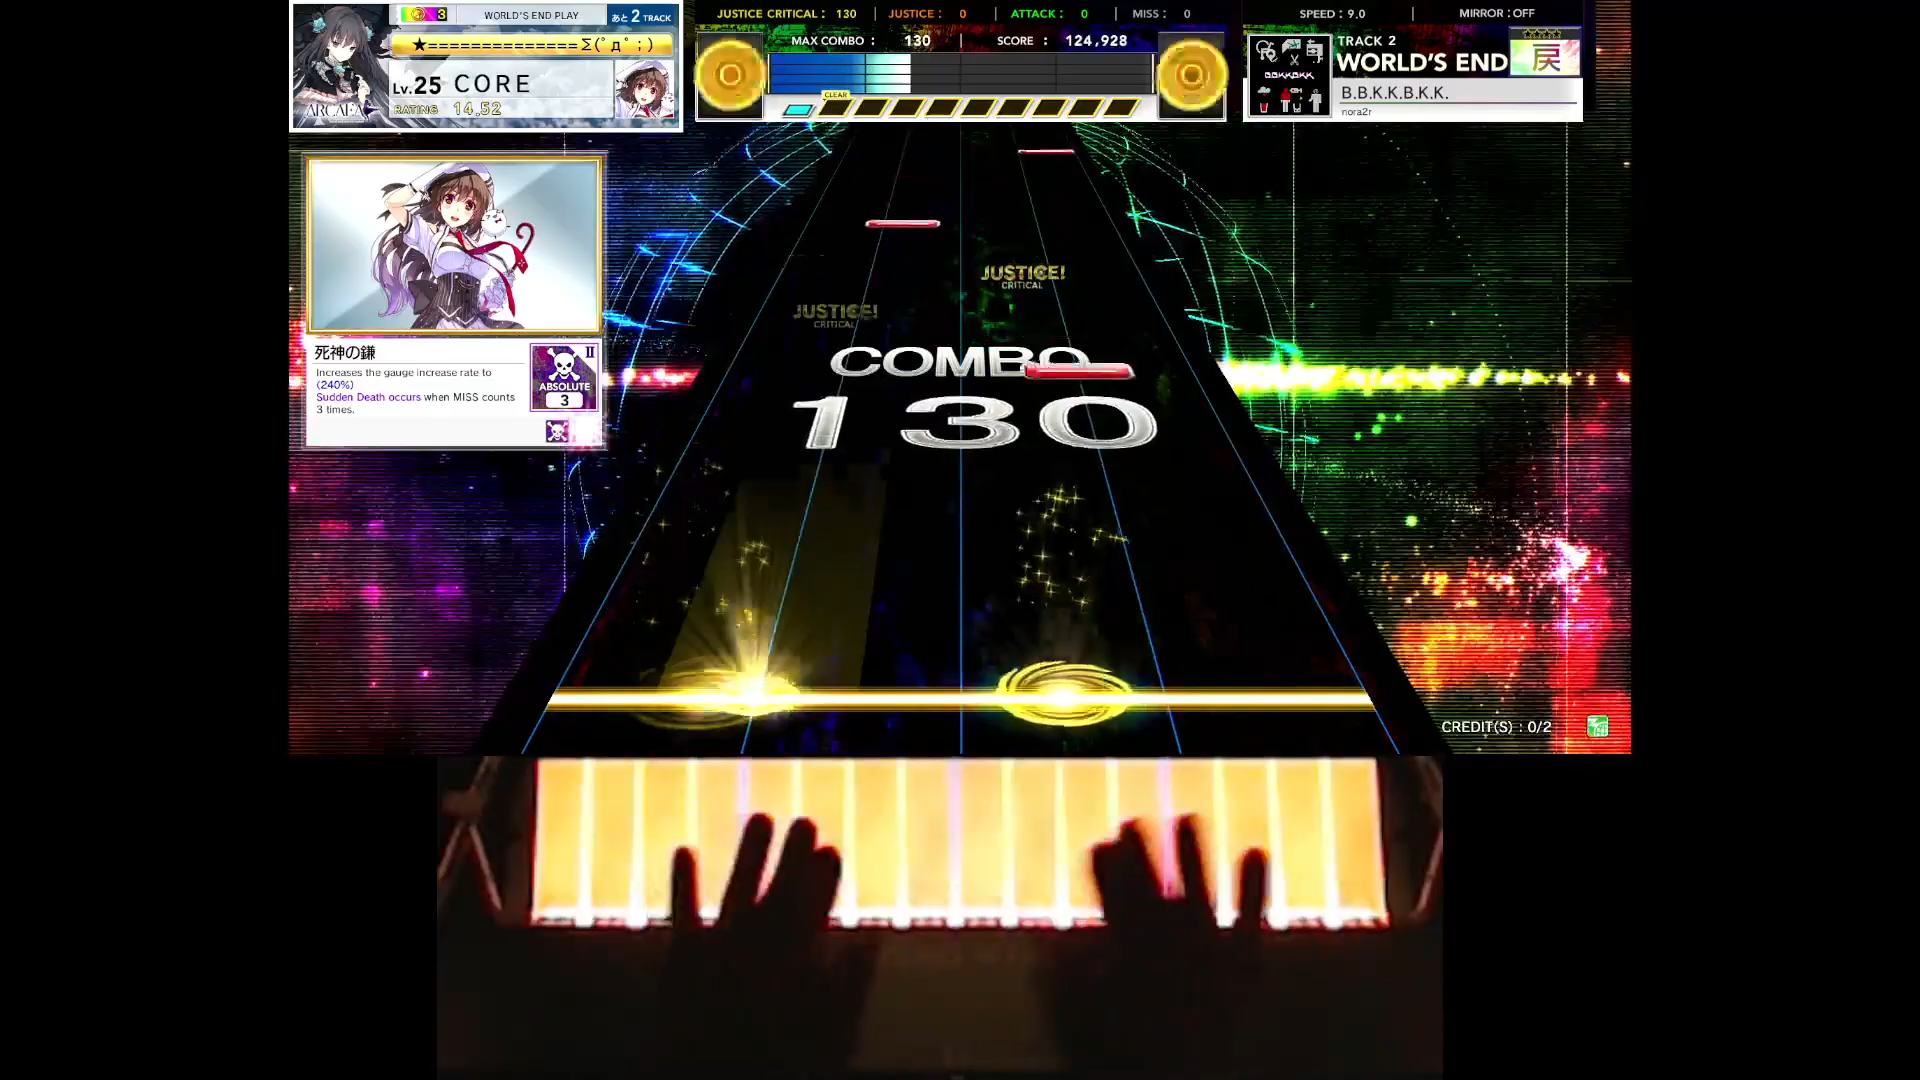 3
WORLD'S END PLAY
あと2 TRACK
★==============Σ(ﾟдﾟ;)
Lv.25 CORE
RATING 14.52
ARCAEA
JUSTICE CRITICAL : 130 | JUSTICE : 0 | ATTACK : 0 | MISS : 0
MAX COMBO : 130 | SCORE : 124,928
CLEAR
SPEED : 9.0 | MIRROR : OFF
TRACK 2
WORLD'S END
戻
B.B.K.K.B.K.K.
nora2r
B.B.K.K.B.K.K.
死神の鎌
Increases the gauge increase rate to
(240%)
Sudden Death occurs when MISS counts
3 times.
II
ABSOLUTE
3
JUSTICE!
CRITICAL
JUSTICE!
CRITICAL
COMBO
130
CREDIT(S) : 0/2